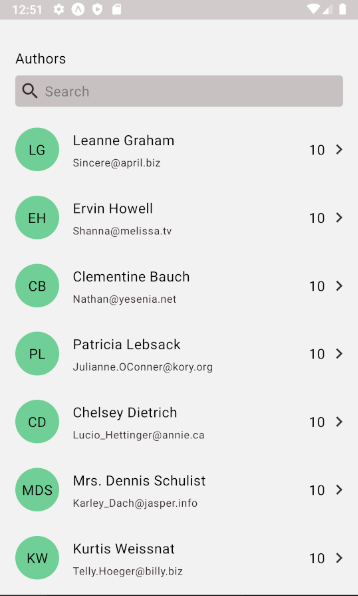 12:51
Authors
Search
LG Leanne Graham 10
Sincere@april.biz
EH Ervin Howell 10
Shanna@melissa.tv
CB Clementine Bauch 10
Nathan@yesenia.net
PL Patricia Lebsack 10
Julianne.OConner@kory.org
CD Chelsey Dietrich 10
Lucio_Hettinger@annie.ca
MDS Mrs. Dennis Schulist 10
Karley_Dach@jasper.info
KW Kurtis Weissnat 10
Telly.Hoeger@billy.biz